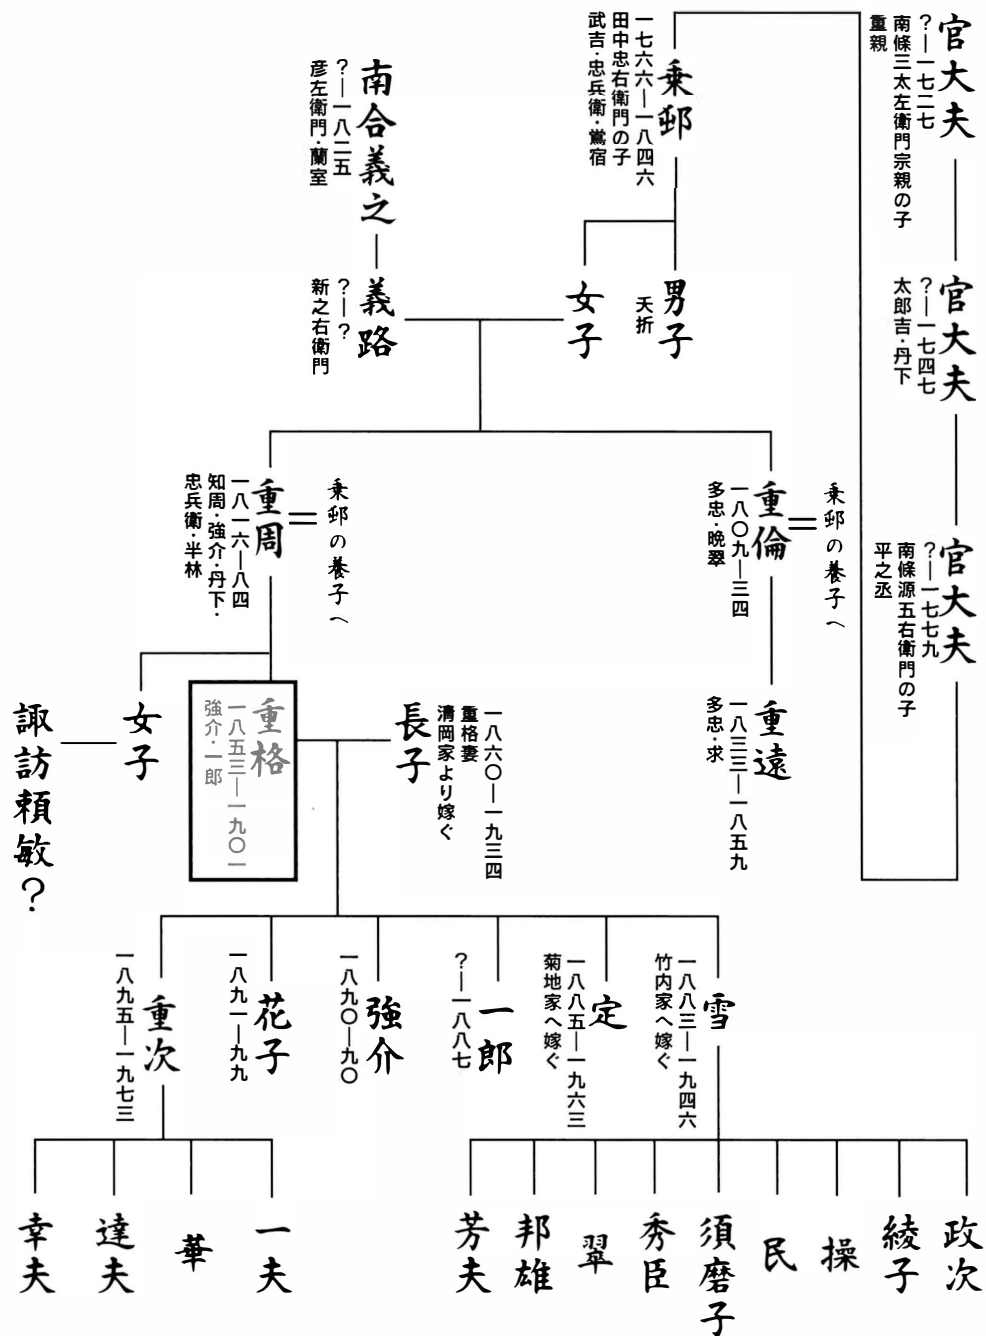 官大夫
?―一七二七
南條三太左衛門宗親の子
重親
官大夫
?―一七四七
太郎吉・丹下
官大夫
?―一七七九
南條源五右衛門の子
平之丞
乗邨
一七六六―一八四六
田中忠右衛門の子
武吉・忠兵衛・鶯宿
男子
夭折
女子
南合義之
?―一八二五
彦左衛門・蘭室
義路
?―?
新之右衛門
乗邨の養子へ
重倫
一八〇九―三四
多忠・晩翠
重遠
一八三三―一八五九
多忠・求
乗邨の養子へ
重周
一八一六―八四
知周・強介・丹下・
忠兵衛・半林
一八六〇―一九三四
重格妻
清岡家より嫁ぐ
長子
重格
一八五三―一九〇一
強介・一郎
女子
諏訪頼敏?
雪
一八八三―一九四六
竹内家へ嫁ぐ
定
一八八五―一九六三
菊地家へ嫁ぐ
一郎
?―一八八七
強介
一八九〇―九〇
花子
一八九一―九九
重次
一八九五―一九七三
政次
綾子
操
民
須磨子
秀臣
翠
邦雄
芳夫
一夫
華
達夫
幸夫